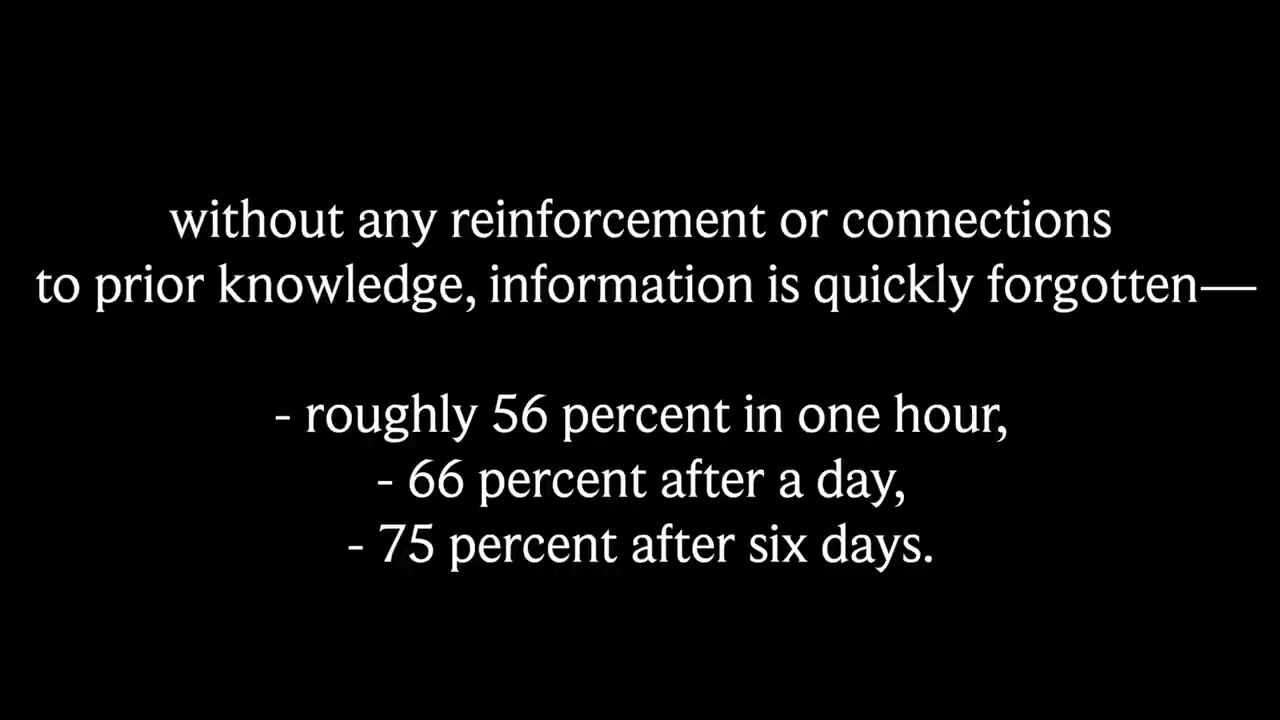 without any reinforcement or connections
to prior knowledge, information is quickly forgotten—
- roughly 56 percent in one hour,
- 66 percent after a day,
- 75 percent after six days.